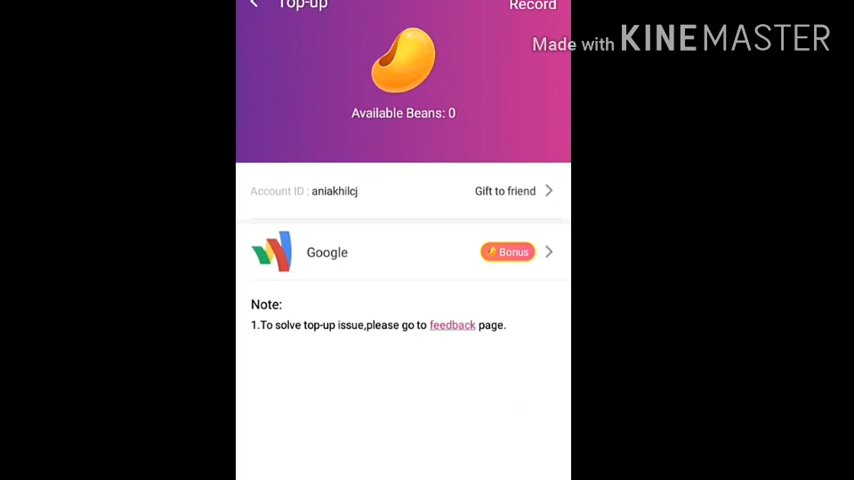 Top-up
Record
Made with KINEMASTER
Available Beans: 0
Account ID : aniakhilcj
Gift to friend
Google
Bonus
Note:
1.To solve top-up issue,please go to feedback page.